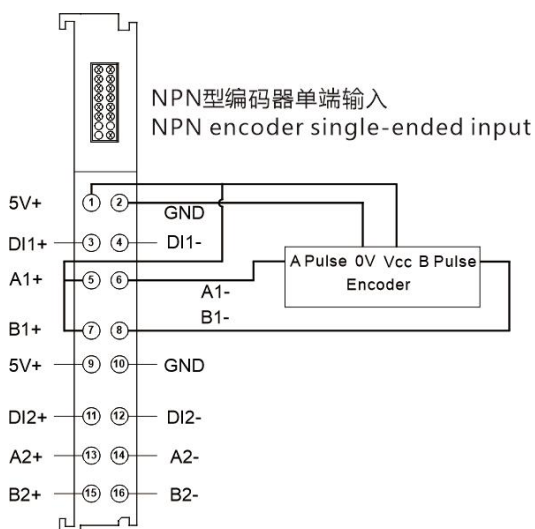 NPN型编码器单端输入
NPN encoder single-ended input
5V+ 1 2 GND
DI1+ 3 4 DI1-
A Pulse 0V Vcc B Pulse
Encoder
A1+ 5 6 A1-
B1+ 7 8 B1-
5V+ 9 10 GND
DI2+ 11 12 DI2-
A2+ 13 14 A2-
B2+ 15 16 B2-